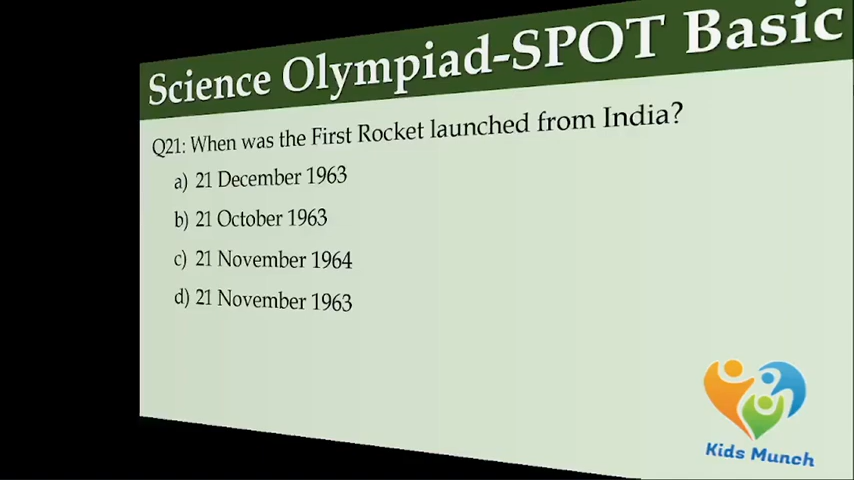 Science Olympiad-SPOT Basic
Q21: When was the First Rocket launched from India?
a) 21 December 1963
b) 21 October 1963
c) 21 November 1964
d) 21 November 1963
Kids Munch